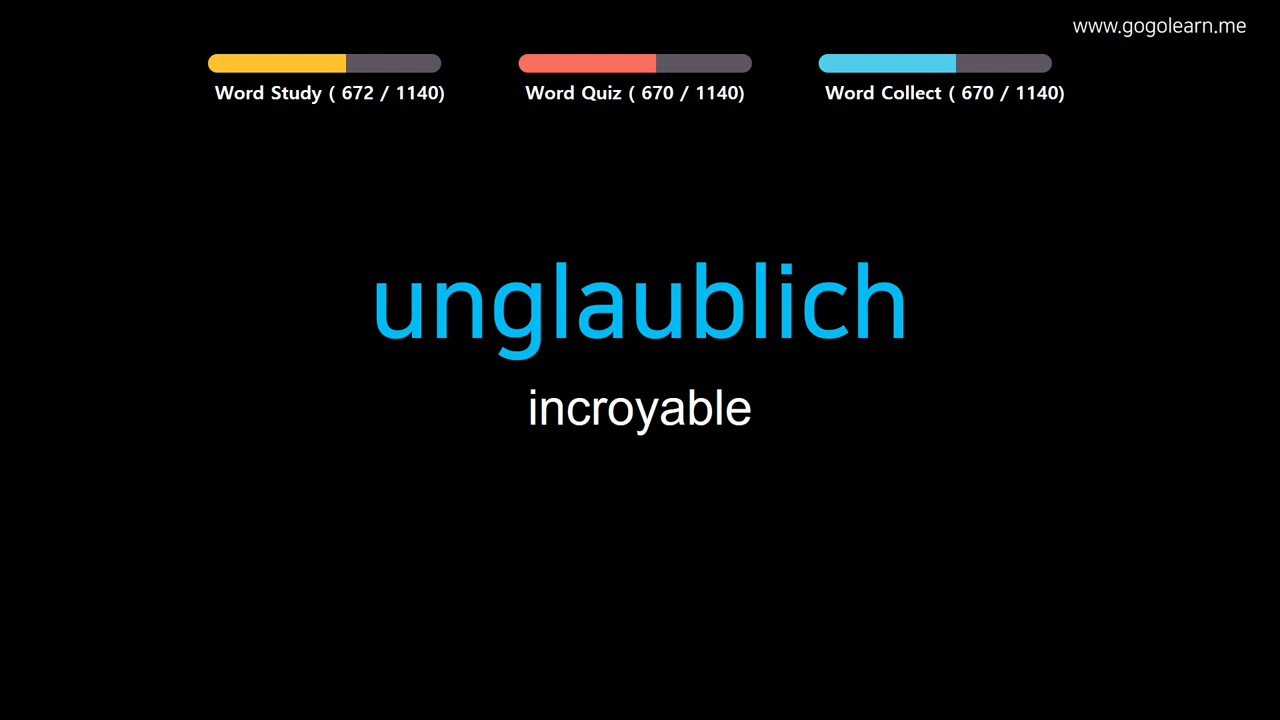 www.gogolearn.me
Word Study ( 672 / 1140)
Word Quiz ( 670 / 1140)
Word Collect ( 670 / 1140)
unglaublich
incroyable